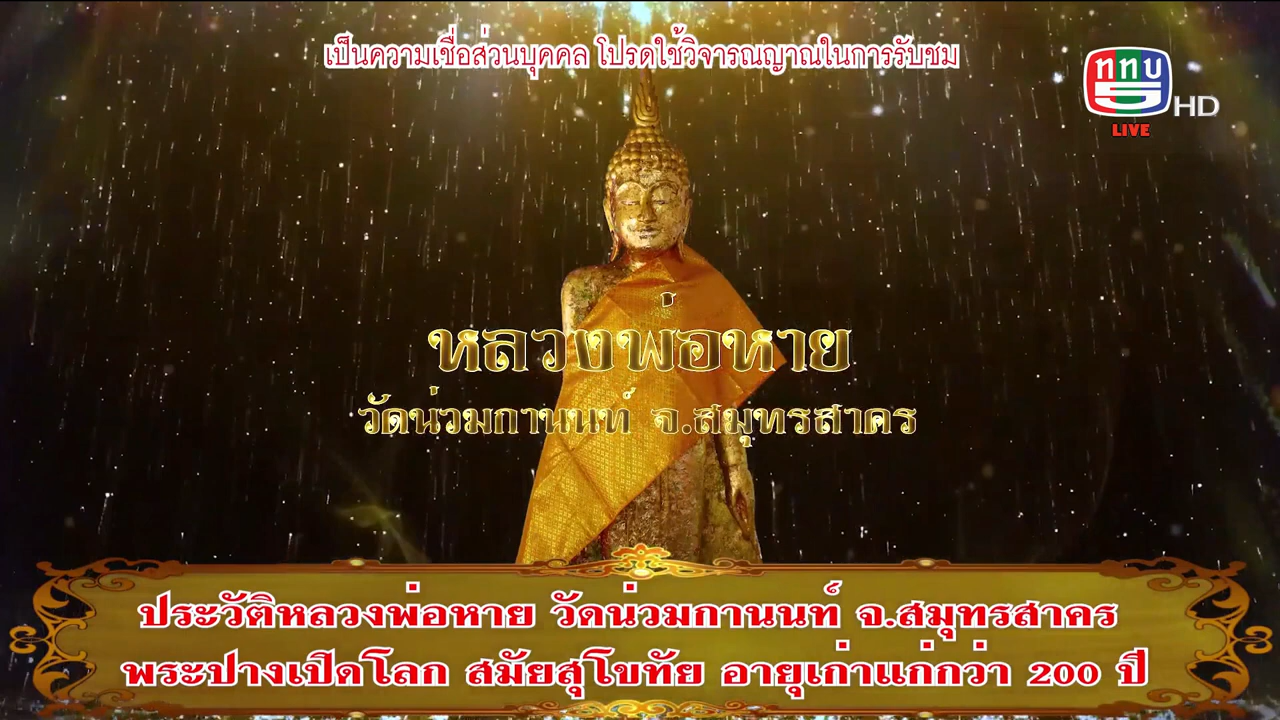 เป็นความเชื่อส่วนบุคคล โปรดใช้วิจารณญาณในการรับชม
ททบ
5 HD
LIVE
หลวงพ่อหาย
วัดน่วมกานนท์ จ.สมุทรสาคร
ประวัติหลวงพ่อหาย วัดน่วมกานนท์ จ.สมุทรสาคร
พระปางเปิดโลก สมัยสุโขทัย อายุเก่าแก่กว่า 200 ปี